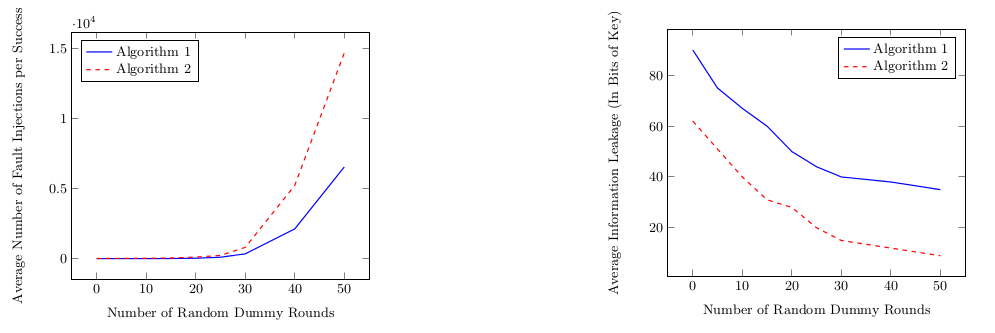 ·10⁴
Average Number of Fault Injections per Success
1.5
1
0.5
0
Algorithm 1
Algorithm 2
0 10 20 30 40 50
Number of Random Dummy Rounds
Average Information Leakage (In Bits of Key)
80
60
40
20
Algorithm 1
Algorithm 2
0 10 20 30 40 50
Number of Random Dummy Rounds